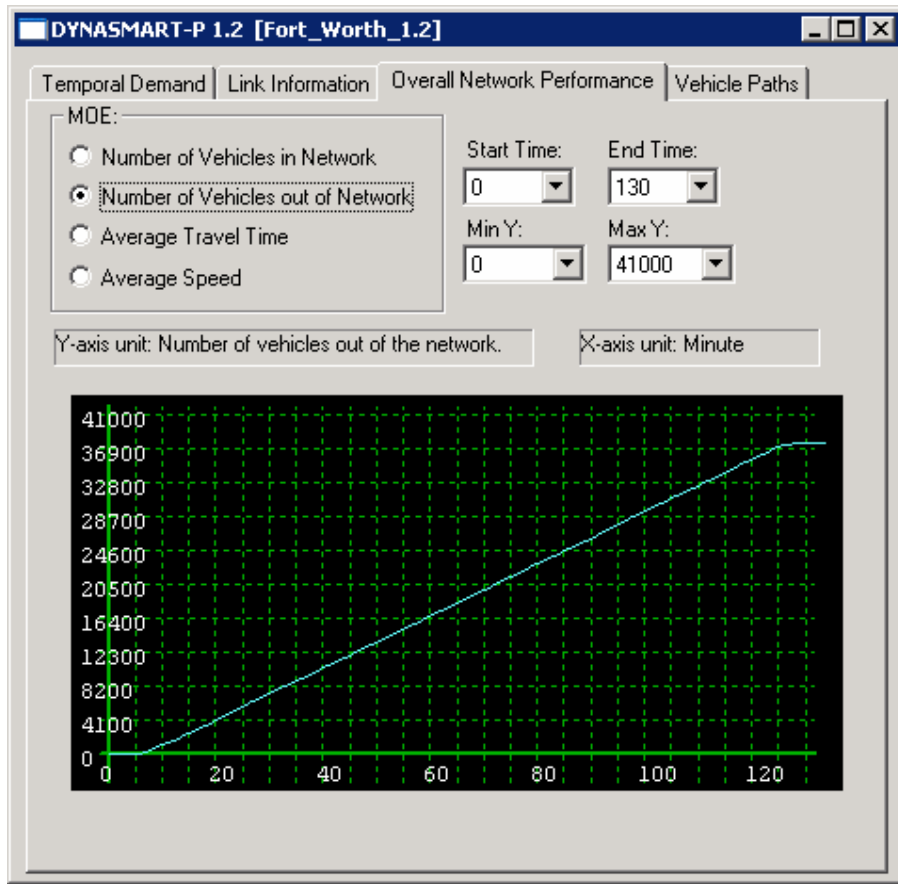 DYNASMART-P 1.2 [Fort_Worth_1.2]
Temporal Demand Link Information Overall Network Performance Vehicle Paths
MOE:
Number of Vehicles in Network
Number of Vehicles out of Network
Average Travel Time
Average Speed
Start Time: End Time:
0 130
Min Y: Max Y:
0 41000
Y-axis unit: Number of vehicles out of the network. X-axis unit: Minute
41000
36900
32800
28700
24600
20500
16400
12300
8200
4100
0
0 20 40 60 80 100 120